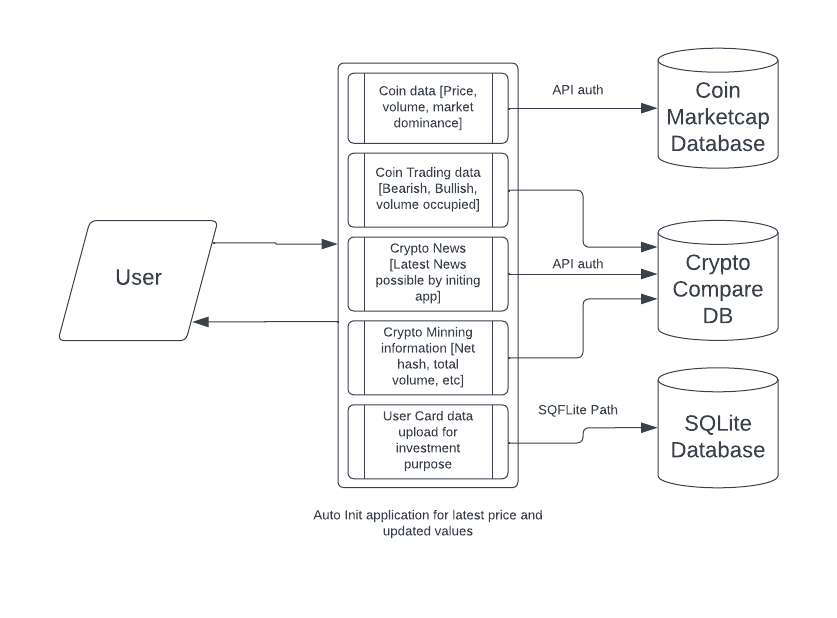 Coin data [Price,
volume, market
dominance]
API auth
Coin
Marketcap
Database
Coin Trading data
[Bearish, Bullish,
volume occupied]
User
Crypto News
[Latest News
possible by initing
app]
API auth
Crypto
Compare
DB
Crypto Minning
information [Net
hash, total
volume, etc]
User Card data
upload for
investment
purpose
SQFLite Path
SQLite
Database
Auto Init application for latest price and
updated values